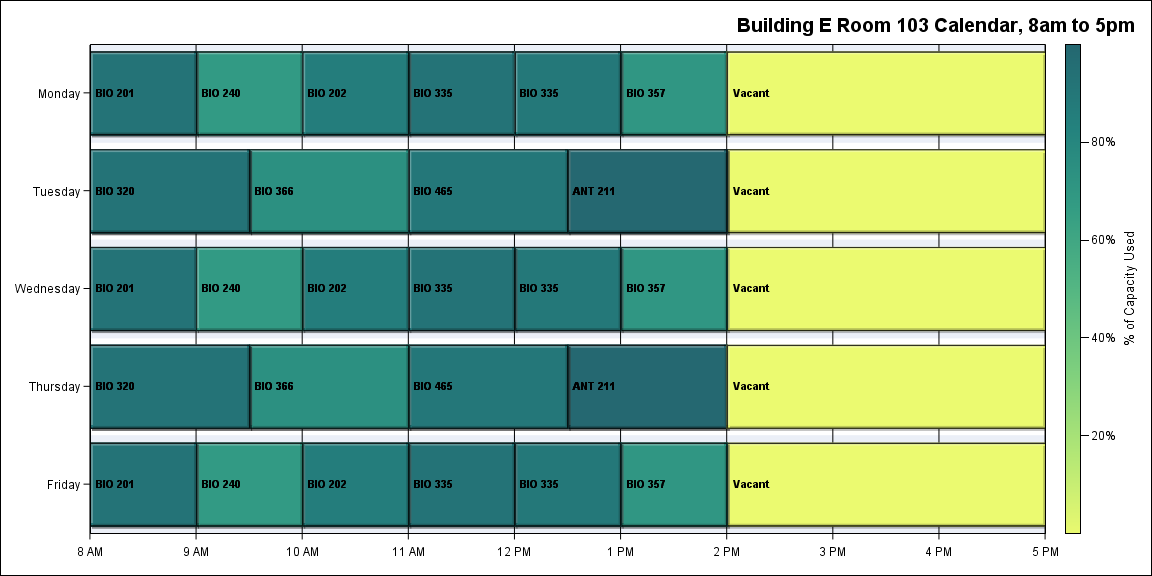 Building E Room 103 Calendar, 8am to 5pm
Monday
BIO 201
BIO 240
BIO 202
BIO 335
BIO 335
BIO 357
Vacant
Tuesday
BIO 320
BIO 366
BIO 465
ANT 211
Vacant
Wednesday
BIO 201
BIO 240
BIO 202
BIO 335
BIO 335
BIO 357
Vacant
Thursday
BIO 320
BIO 366
BIO 465
ANT 211
Vacant
Friday
BIO 201
BIO 240
BIO 202
BIO 335
BIO 335
BIO 357
Vacant
8 AM
9 AM
10 AM
11 AM
12 PM
1 PM
2 PM
3 PM
4 PM
5 PM
80%
60%
40%
20%
% of Capacity Used